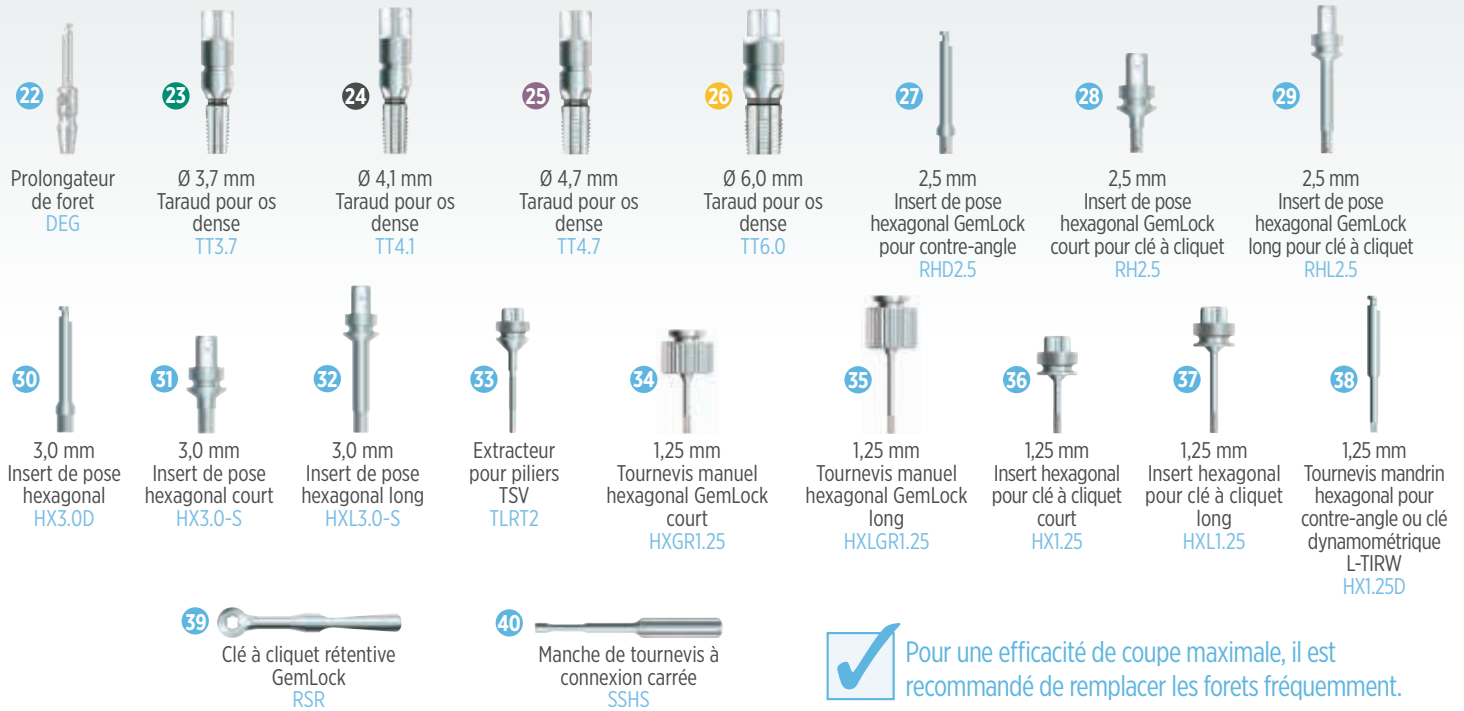 22
Prolongateur
de foret
DEG
23
Ø 3,7 mm
Taraud pour os
dense
TT3.7
24
Ø 4,1 mm
Taraud pour os
dense
TT4.1
25
Ø 4,7 mm
Taraud pour os
dense
TT4.7
26
Ø 6,0 mm
Taraud pour os
dense
TT6.0
27
2,5 mm
Insert de pose
hexagonal GemLock
pour contre-angle
RHD2.5
28
2,5 mm
Insert de pose
hexagonal GemLock
court pour clé à cliquet
RH2.5
29
2,5 mm
Insert de pose
hexagonal GemLock
long pour clé à cliquet
RHL2.5
30
3,0 mm
Insert de pose
hexagonal
HX3.0D
31
3,0 mm
Insert de pose
hexagonal court
HX3.0-S
32
3,0 mm
Insert de pose
hexagonal long
HXL3.0-S
33
Extracteur
pour piliers
TSV
TLRT2
34
1,25 mm
Tournevis manuel
hexagonal GemLock
court
HXGR1.25
35
1,25 mm
Tournevis manuel
hexagonal GemLock
long
HXLGR1.25
36
1,25 mm
Insert hexagonal
pour clé à cliquet
court
HX1.25
37
1,25 mm
Insert hexagonal
pour clé à cliquet
long
HXL1.25
38
1,25 mm
Tournevis mandrin
hexagonal pour
contre-angle ou clé
dynamométrique
L-TIRW
HX1.25D
39
Clé à cliquet rétentive
GemLock
RSR
40
Manche de tournevis à
connexion carrée
SSHS
Pour une efficacité de coupe maximale, il est
recommandé de remplacer les forets fréquemment.